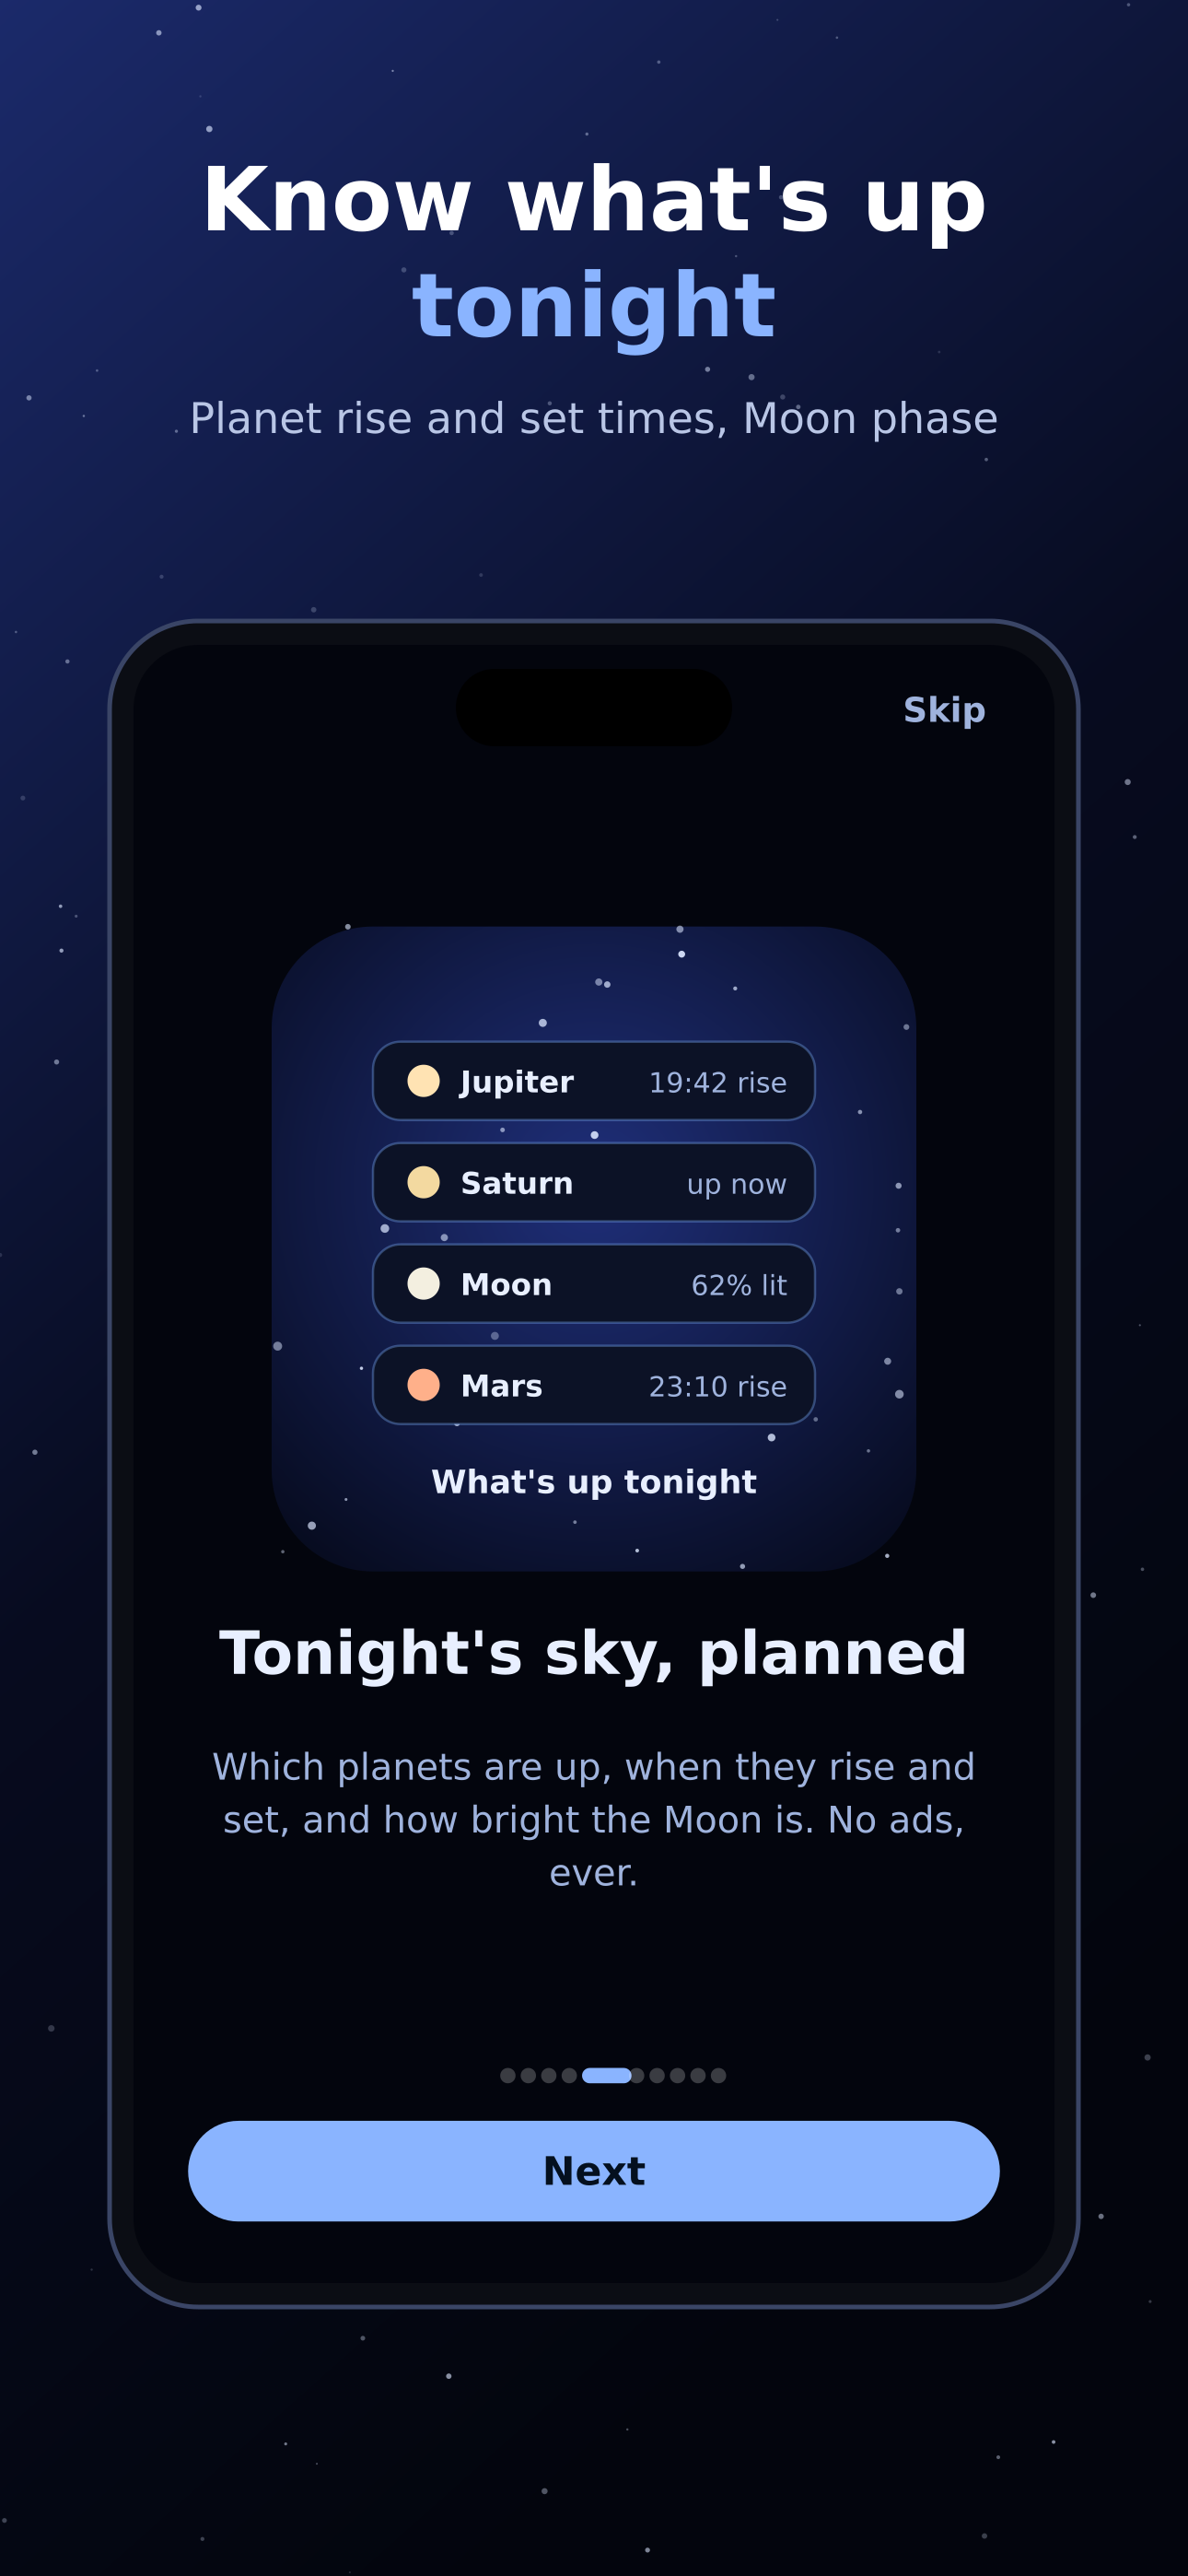 Know what's up
tonight
Planet rise and set times, Moon phase
Skip
Jupiter 19:42 rise
Saturn up now
Moon 62% lit
Mars 23:10 rise
What's up tonight
Tonight's sky, planned
Which planets are up, when they rise and
set, and how bright the Moon is. No ads,
ever.
Next